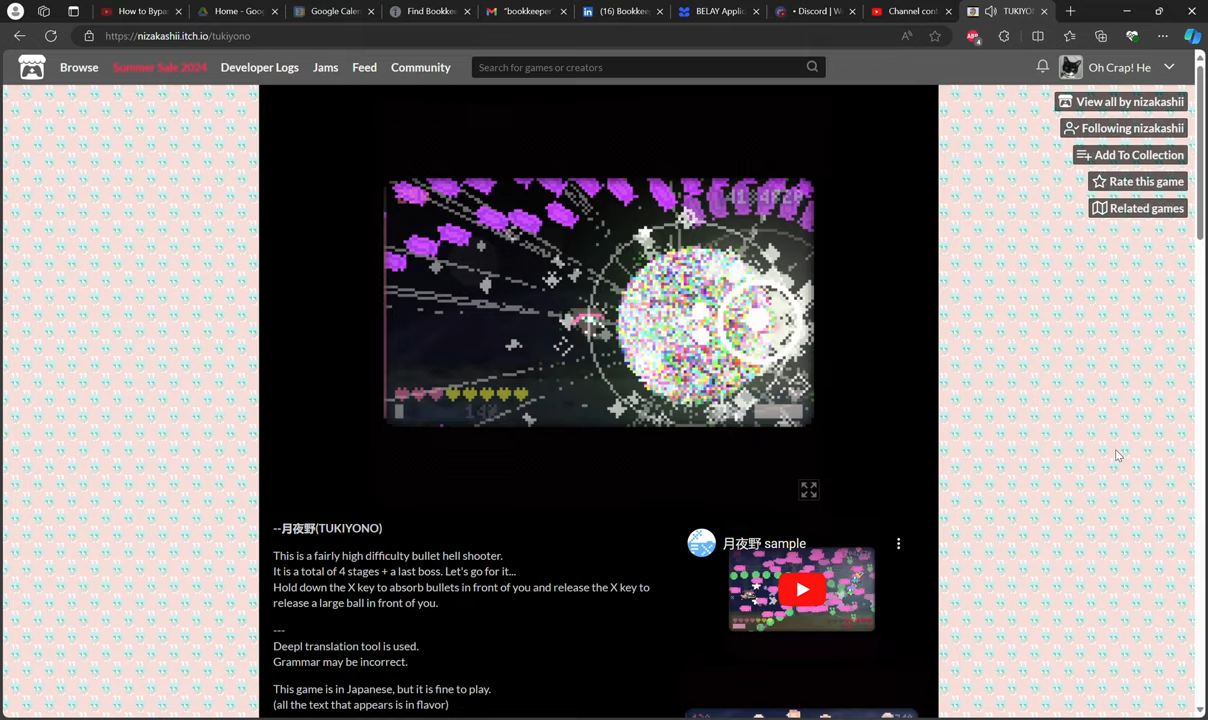 How to Bypa
Home - Goo
Google Cale
Find Bookke
"bookkeepe
(16) Bookkee
BELAY Applic
• Discord | W
Channel con
TUKIYO
https://nizakashii.itch.io/tukiyono
Browse
Summer Sale 2024
Developer Logs
Jams
Feed
Community
Search for games or creators
Oh Crap! He
View all by nizakashii
Following nizakashii
Add To Collection
Rate this game
Related games
--月夜野(TUKIYONO)
This is a fairly high difficulty bullet hell shooter.
It is a total of 4 stages + a last boss. Let's go for it...
Hold down the X key to absorb bullets in front of you and release the X key to
release a large ball in front of you.
---
Deepl translation tool is used.
Grammar may be incorrect.
This game is in Japanese, but it is fine to play.
(all the text that appears is in flavor)
月夜野 sample